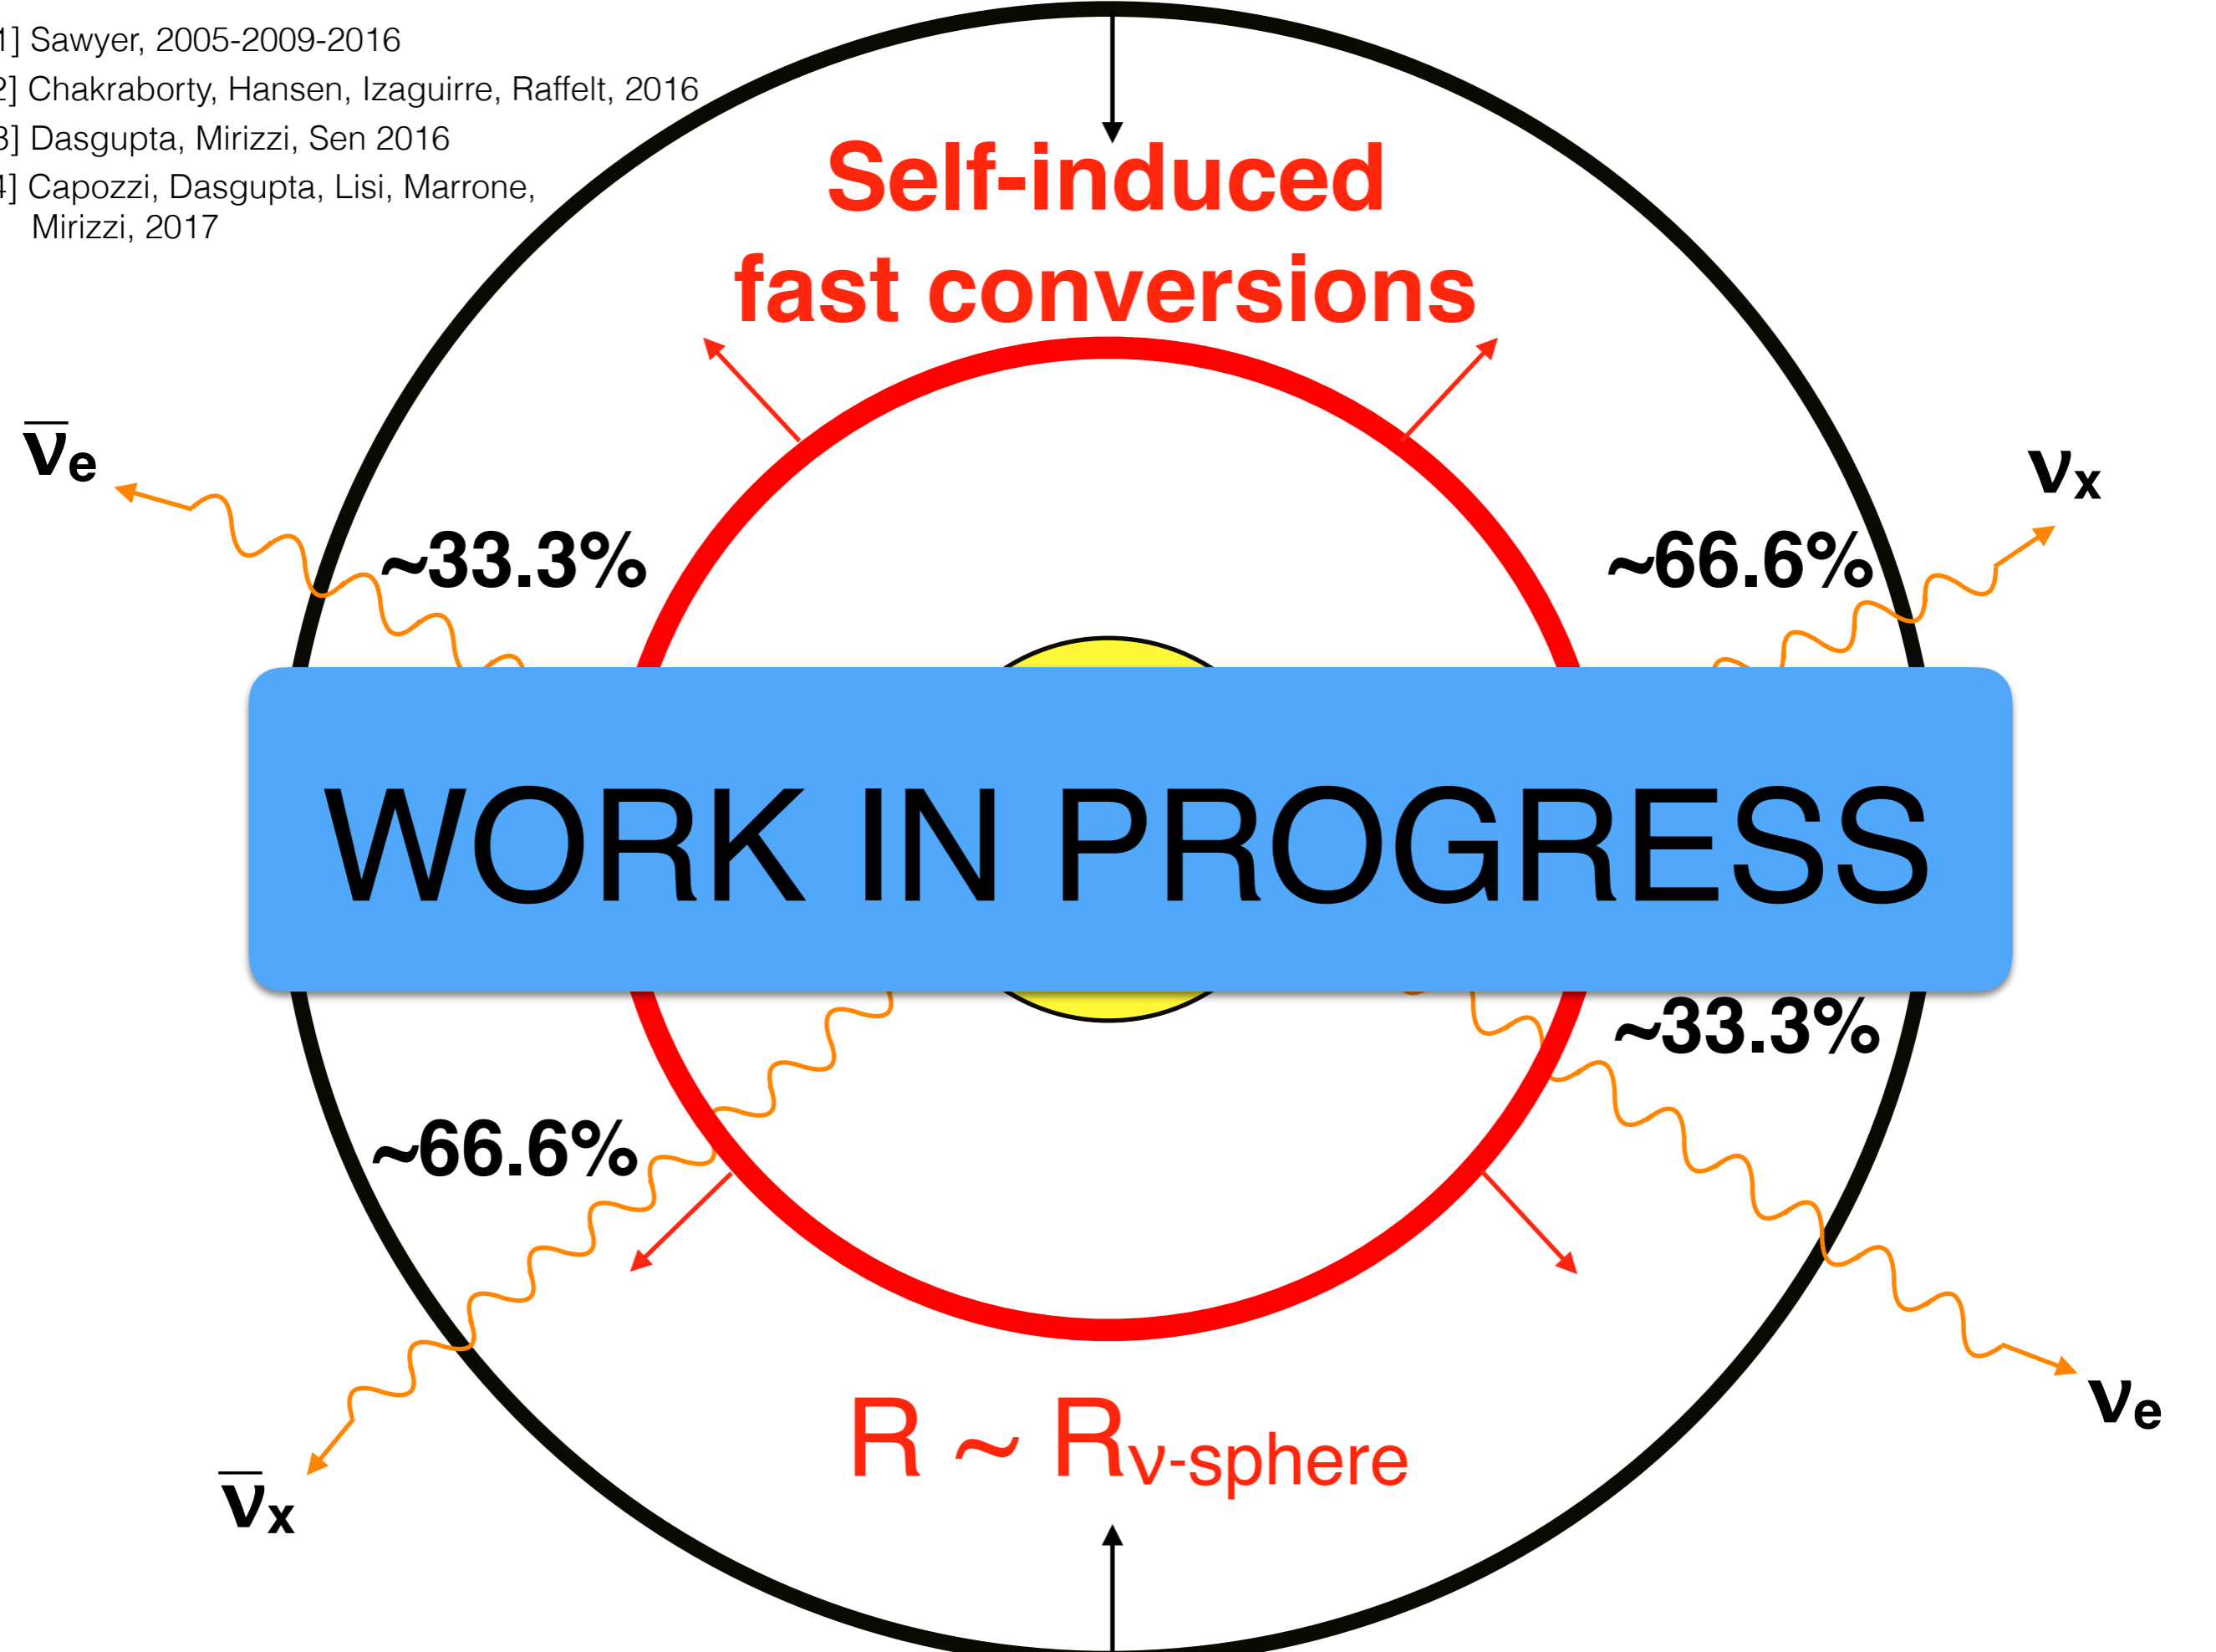 1] Sawyer, 2005-2009-2016
2] Chakraborty, Hansen, Izaguirre, Raffelt, 2016
3] Dasgupta, Mirizzi, Sen 2016
4] Capozzi, Dasgupta, Lisi, Marrone,
Mirizzi, 2017
Self-induced
fast conversions
ν̅e
νx
~33.3%
~66.6%
WORK IN PROGRESS
~33.3%
~66.6%
R ~ Rν-sphere
νe
ν̅x